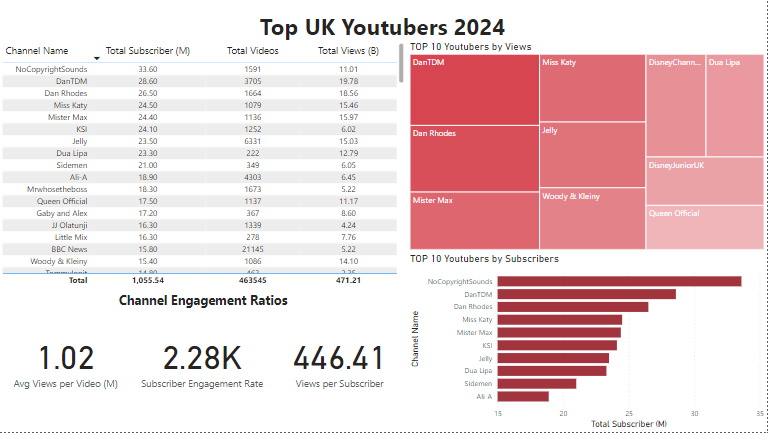 Top UK Youtubers 2024
Channel Name Total Subscriber (M) Total Videos Total Views (B)
NoCopyrightSounds 33.60 1591 11.01
DanTDM 28.60 3705 19.78
Dan Rhodes 26.50 1664 18.56
Miss Katy 24.50 1079 15.46
Mister Max 24.40 1136 15.97
KSI 24.10 1252 6.02
Jelly 23.50 6331 15.03
Dua Lipa 23.30 222 12.79
Sidemen 21.00 349 6.05
Ali-A 18.90 4303 6.45
Mrwhosetheboss 18.30 1673 5.22
Queen Official 17.50 1137 11.17
Gaby and Alex 17.20 367 8.60
JJ Olatunji 16.30 1339 4.24
Little Mix 16.30 278 7.76
BBC News 15.80 21145 5.22
Woody & Kleiny 15.40 1086 14.10
Total 1,055.54 463545 471.21
Channel Engagement Ratios
1.02
Avg Views per Video (M)
2.28K
Subscriber Engagement Rate
446.41
Views per Subscriber
TOP 10 Youtubers by Views
DanTDM
Dan Rhodes
Mister Max
Miss Katy
Jelly
Woody & Kleiny
DisneyChann...
Dua Lipa
DisneyJuniorUK
Queen Official
TOP 10 Youtubers by Subscribers
Channel Name
NoCopyrightSounds
DanTDM
Dan Rhodes
Miss Katy
Mister Max
KSI
Jelly
Dua Lipa
Sidemen
Ali-A
15 20 25 30 35
Total Subscriber (M)